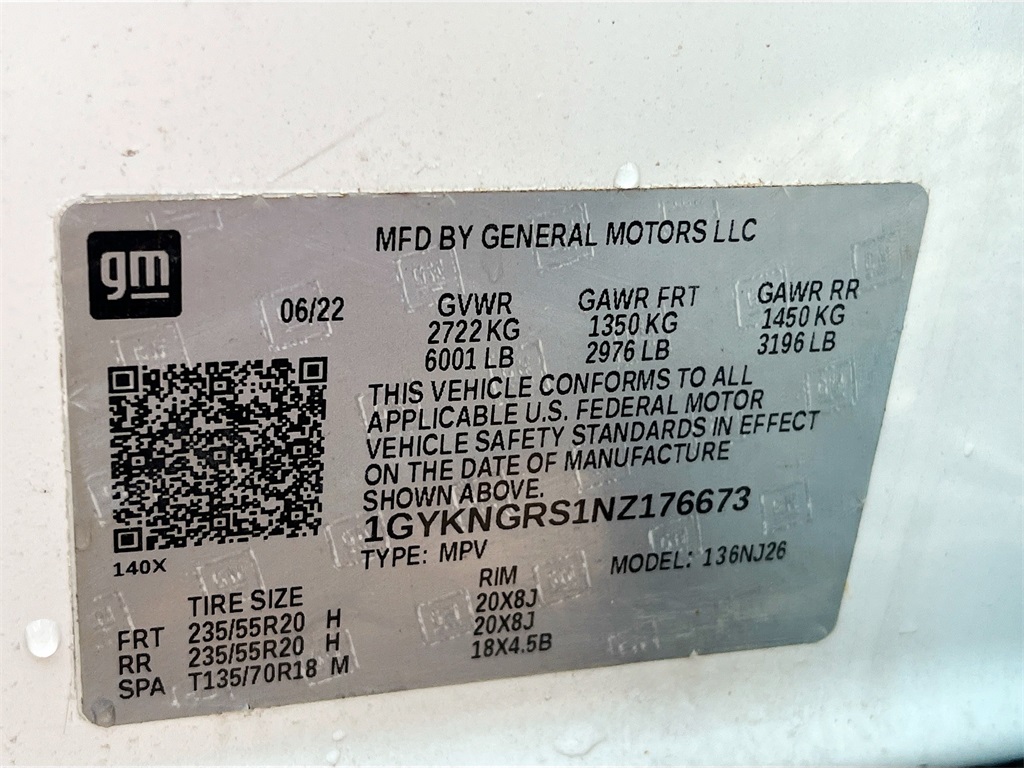 gm
MFD BY GENERAL MOTORS LLC
06/22
GVWR GAWR FRT GAWR RR
2722 KG 1350 KG 1450 KG
6001 LB 2976 LB 3196 LB
THIS VEHICLE CONFORMS TO ALL
APPLICABLE U.S. FEDERAL MOTOR
VEHICLE SAFETY STANDARDS IN EFFECT
ON THE DATE OF MANUFACTURE
SHOWN ABOVE.
1GYKNGRS1NZ176673
TYPE: MPV MODEL: 136NJ26
140X
TIRE SIZE RIM
FRT 235/55R20 H 20X8J
RR 235/55R20 H 20X8J
SPA T135/70R18 M 18X4.5B